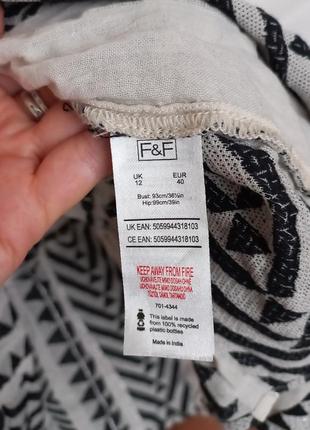 F&F
UK EUR
12 40
Bust: 93cm/36½in
Hip:99cm/39in
UK EAN: 5059944318103
CE EAN: 5059944318103
KEEP AWAY FROM FIRE
701-4344
This label is made
from 100% recycled
plastic bottles
Made in India